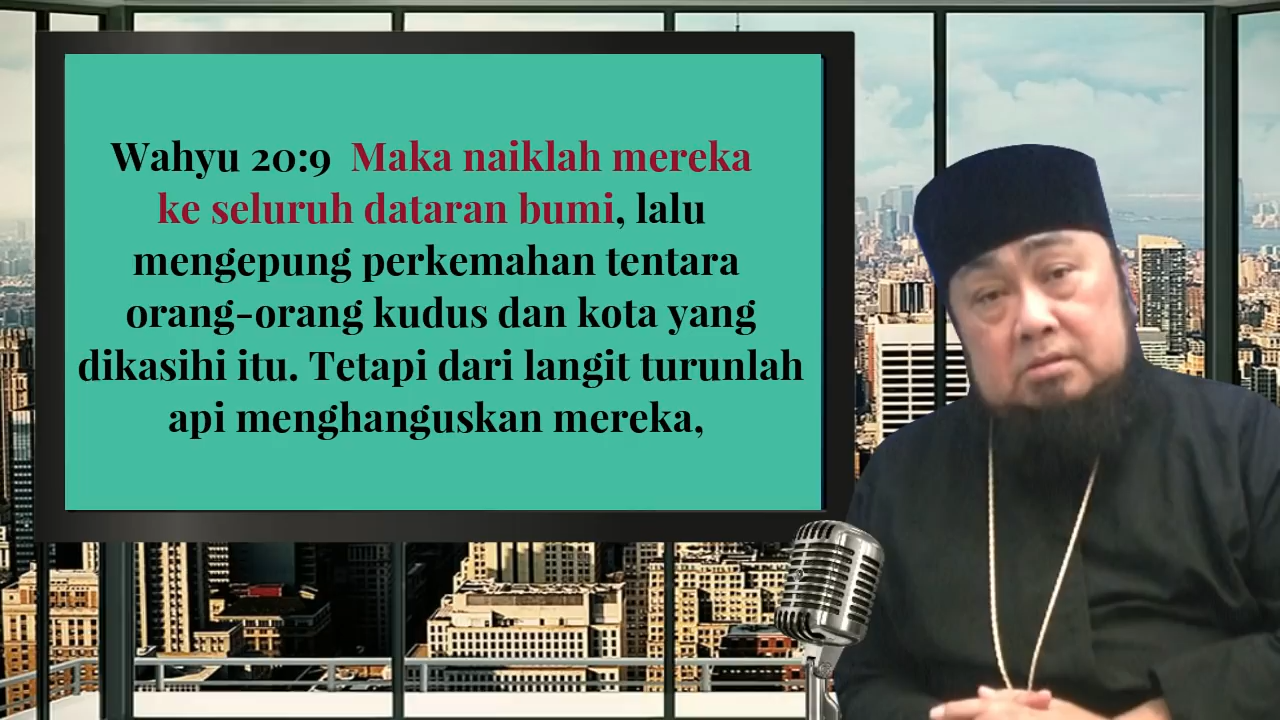 Wahyu 20:9 Maka naiklah mereka
ke seluruh dataran bumi, lalu
mengepung perkemahan tentara
orang-orang kudus dan kota yang
dikasihi itu. Tetapi dari langit turunlah
api menghanguskan mereka,